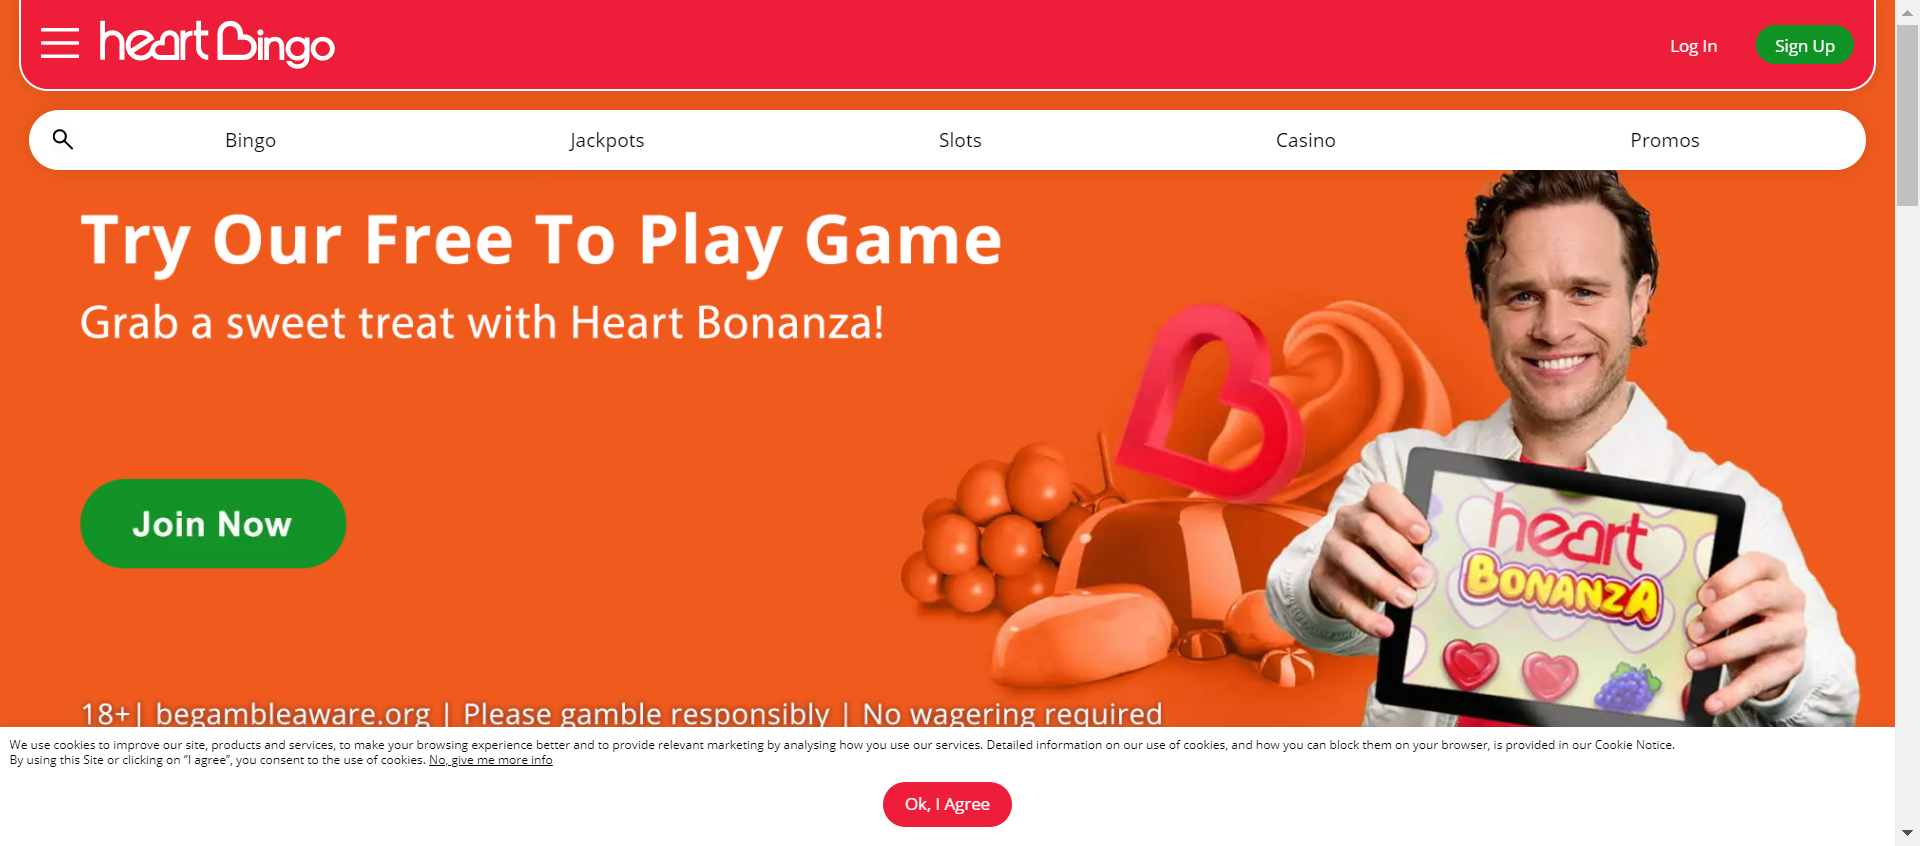 heart Bingo
Log In
Sign Up
Bingo
Jackpots
Slots
Casino
Promos
Try Our Free To Play Game
Grab a sweet treat with Heart Bonanza!
Join Now
heart
BONANZA
18+| begambleaware.org | Please gamble responsibly | No wagering required
We use cookies to improve our site, products and services, to make your browsing experience better and to provide relevant marketing by analysing how you use our services. Detailed information on our use of cookies, and how you can block them on your browser, is provided in our Cookie Notice.
By using this Site or clicking on “I agree”, you consent to the use of cookies. No, give me more info
Ok, I Agree